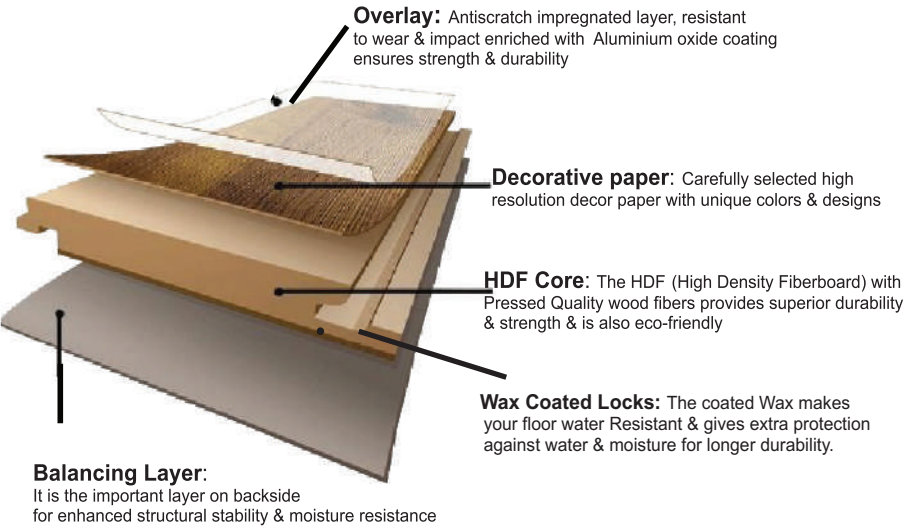 Overlay: Antiscratch impregnated layer, resistant
to wear & impact enriched with Aluminium oxide coating
ensures strength & durability
Decorative paper: Carefully selected high
resolution decor paper with unique colors & designs
HDF Core: The HDF (High Density Fiberboard) with
Pressed Quality wood fibers provides superior durability
& strength & is also eco-friendly
Wax Coated Locks: The coated Wax makes
your floor water Resistant & gives extra protection
against water & moisture for longer durability.
Balancing Layer:
It is the important layer on backside
for enhanced structural stability & moisture resistance